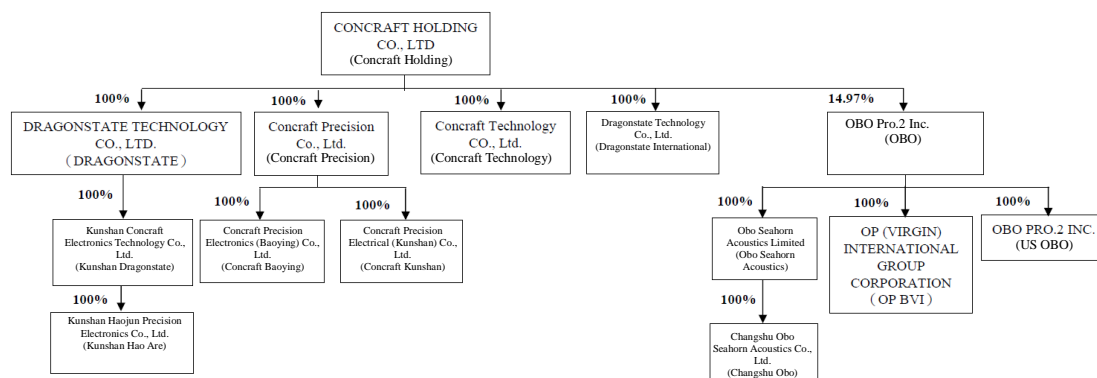 CONCRAFT HOLDING
CO., LTD
(Concraft Holding)
100%
100%
100%
100%
14.97%
DRAGONSTATE TECHNOLOGY
CO., LTD.
(DRAGONSTATE)
Concraft Precision
Co., Ltd.
(Concraft Precision)
Concraft Technology
CO., Ltd.
(Concraft Technology)
Dragonstate Technology
Co., Ltd.
(Dragonstate International)
OBO Pro.2 Inc.
(OBO)
100%
100%
100%
100%
100%
100%
Kunshan Concraft
Electronics Technology Co.,
Ltd.
(Kunshan Dragonstate)
Concraft Precision
Electronics (Baoying) Co.,
Ltd.
(Concraft Baoying)
Concraft Precision
Electrical (Kunshan) Co.,
Ltd.
(Concraft Kunshan)
Obo Seahorn
Acoustics Limited
(Obo Seahorn
Acoustics)
OP (VIRGIN)
INTERNATIONAL
GROUP
CORPORATION
(OP BVI)
OBO PRO.2 INC.
(US OBO)
100%
100%
Kunshan Haojun Precision
Electronics Co., Ltd.
(Kunshan Hao Are)
Changshu Obo
Seahorn Acoustics Co.,
Ltd.
(Changshu Obo)